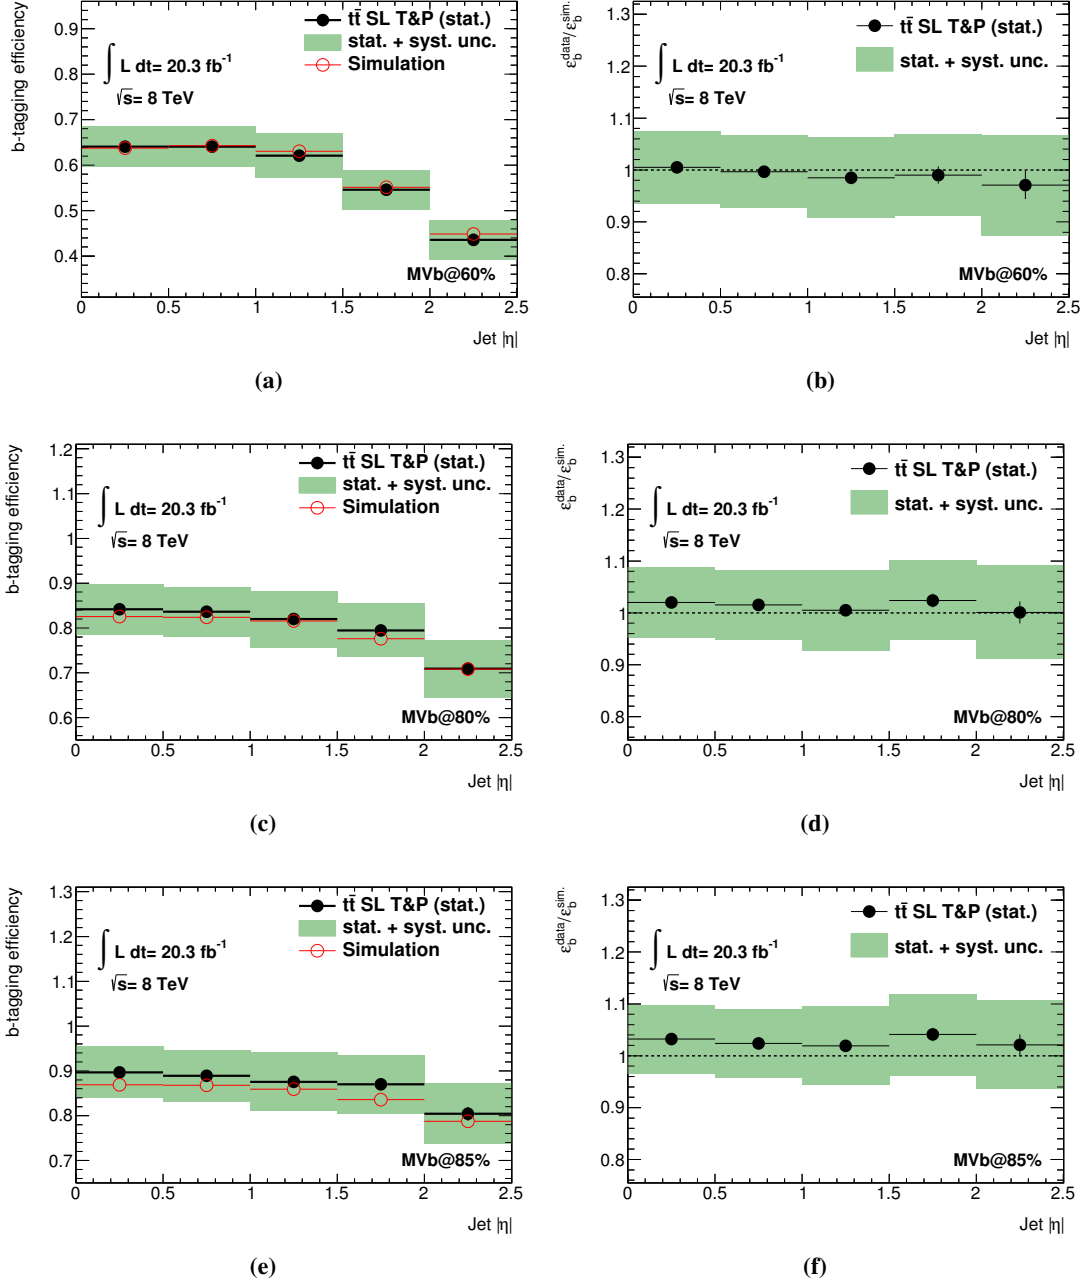 b-tagging efficiency
0.9
0.8
0.7
0.6
0.5
0.4
tt̄ SL T&P (stat.)
stat. + syst. unc.
Simulation
∫ L dt= 20.3 fb⁻¹
√s= 8 TeV
MVb@60%
0 0.5 1 1.5 2 2.5
Jet |η|
(a)
ε_b^data/ε_b^sim.
1.3
1.2
1.1
1
0.9
0.8
tt̄ SL T&P (stat.)
stat. + syst. unc.
∫ L dt= 20.3 fb⁻¹
√s= 8 TeV
MVb@60%
0 0.5 1 1.5 2 2.5
Jet |η|
(b)
b-tagging efficiency
1.2
1.1
1
0.9
0.8
0.7
0.6
tt̄ SL T&P (stat.)
stat. + syst. unc.
Simulation
∫ L dt= 20.3 fb⁻¹
√s= 8 TeV
MVb@80%
0 0.5 1 1.5 2 2.5
Jet |η|
(c)
ε_b^data/ε_b^sim.
1.3
1.2
1.1
1
0.9
0.8
tt̄ SL T&P (stat.)
stat. + syst. unc.
∫ L dt= 20.3 fb⁻¹
√s= 8 TeV
MVb@80%
0 0.5 1 1.5 2 2.5
Jet |η|
(d)
b-tagging efficiency
1.3
1.2
1.1
1
0.9
0.8
0.7
tt̄ SL T&P (stat.)
stat. + syst. unc.
Simulation
∫ L dt= 20.3 fb⁻¹
√s= 8 TeV
MVb@85%
0 0.5 1 1.5 2 2.5
Jet |η|
(e)
ε_b^data/ε_b^sim.
1.3
1.2
1.1
1
0.9
0.8
tt̄ SL T&P (stat.)
stat. + syst. unc.
∫ L dt= 20.3 fb⁻¹
√s= 8 TeV
MVb@85%
0 0.5 1 1.5 2 2.5
Jet |η|
(f)